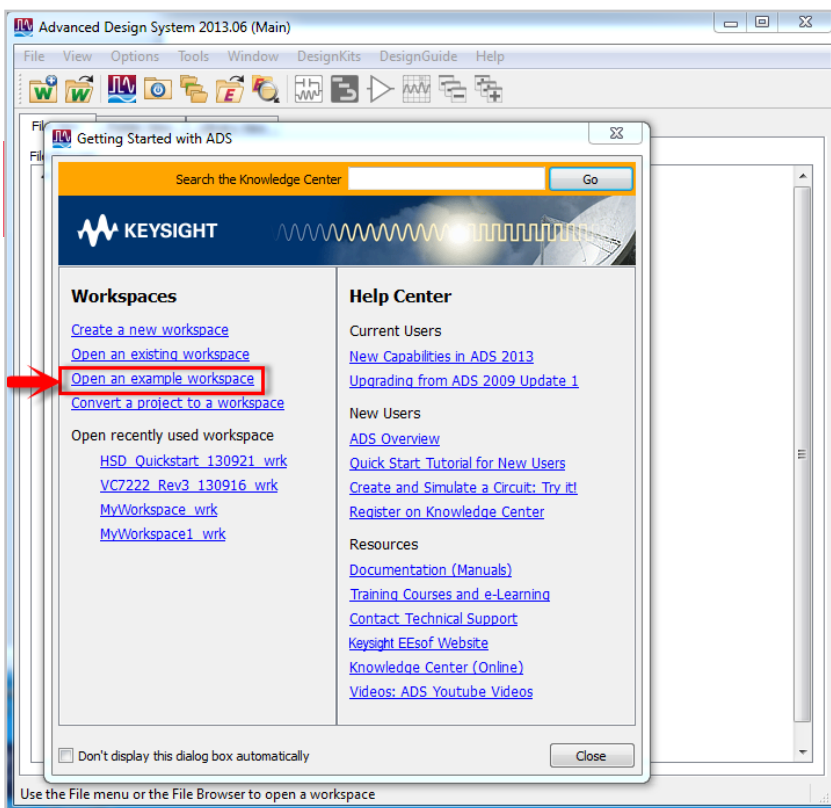 Advanced Design System 2013.06 (Main)
File View Options Tools Window DesignKits DesignGuide Help
Getting Started with ADS
Search the Knowledge Center Go
KEYSIGHT
Workspaces
Create a new workspace
Open an existing workspace
Open an example workspace
Convert a project to a workspace
Open recently used workspace
HSD_Quickstart_130921_wrk
VC7222_Rev3_130916_wrk
MyWorkspace_wrk
MyWorkspace1_wrk
Help Center
Current Users
New Capabilities in ADS 2013
Upgrading from ADS 2009 Update 1
New Users
ADS Overview
Quick Start Tutorial for New Users
Create and Simulate a Circuit: Try it!
Register on Knowledge Center
Resources
Documentation (Manuals)
Training Courses and e-Learning
Contact Technical Support
Keysight EEsof Website
Knowledge Center (Online)
Videos: ADS Youtube Videos
Don't display this dialog box automatically
Close
Use the File menu or the File Browser to open a workspace